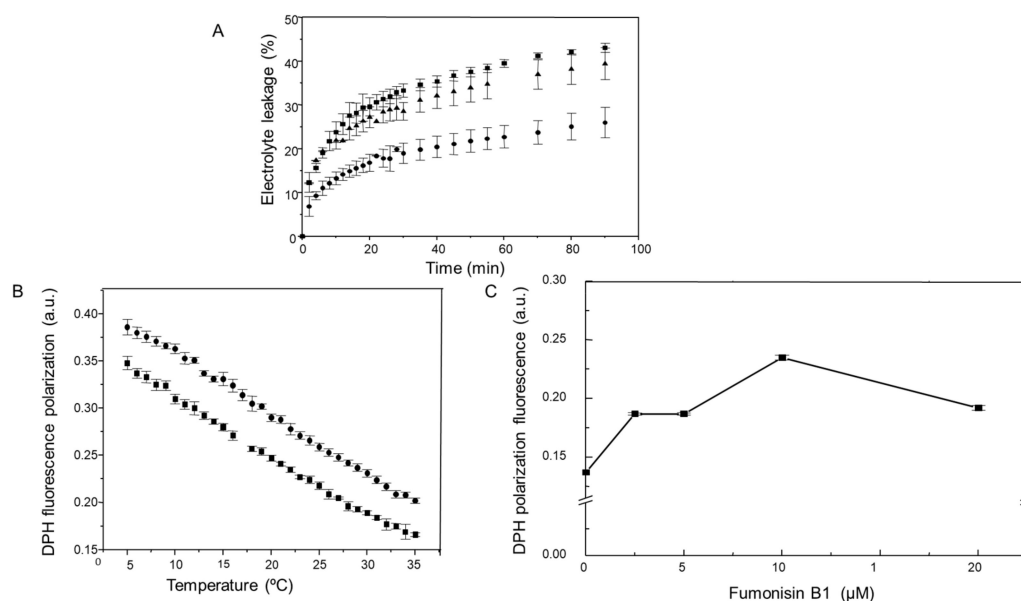 A
50
40
30
20
10
0
Electrolyte leakage (%)
0 20 40 60 80 100
Time (min)
B
0.40
0.35
0.30
0.25
0.20
0.15
DPH fluorescence polarization (a.u.)
0 5 10 15 20 25 30 35
Temperature (ºC)
C
0.30
0.25
0.20
0.15
0.00
DPH polarization fluorescence (a.u.)
0 5 10 1 20
Fumonisin B1 (µM)